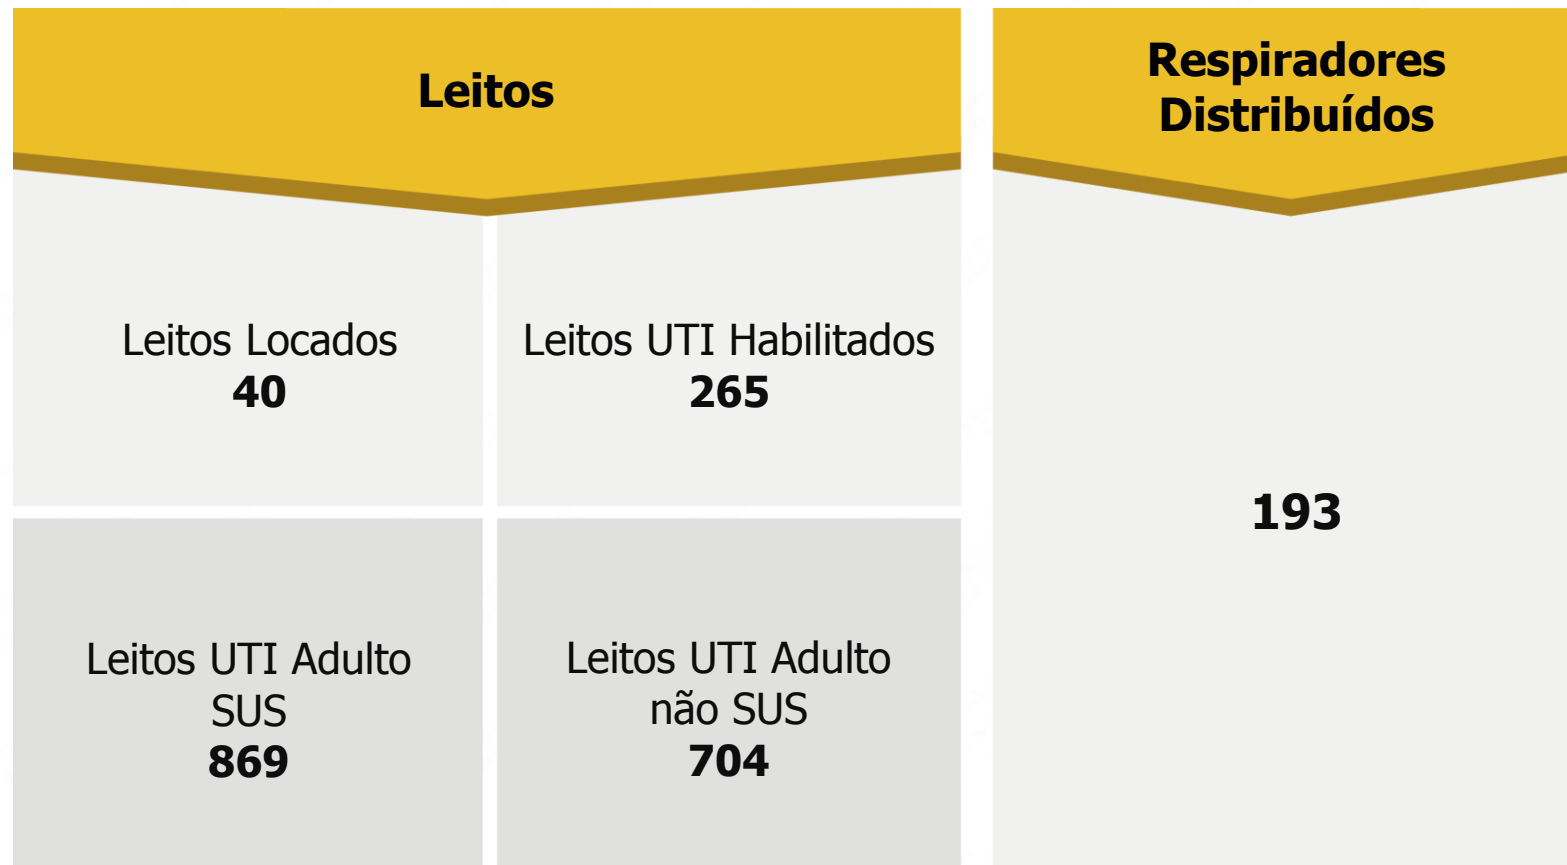 Leitos
Leitos Locados
40
Leitos UTI Habilitados
265
Leitos UTI Adulto
SUS
869
Leitos UTI Adulto
não SUS
704
Respiradores
Distribuídos
193